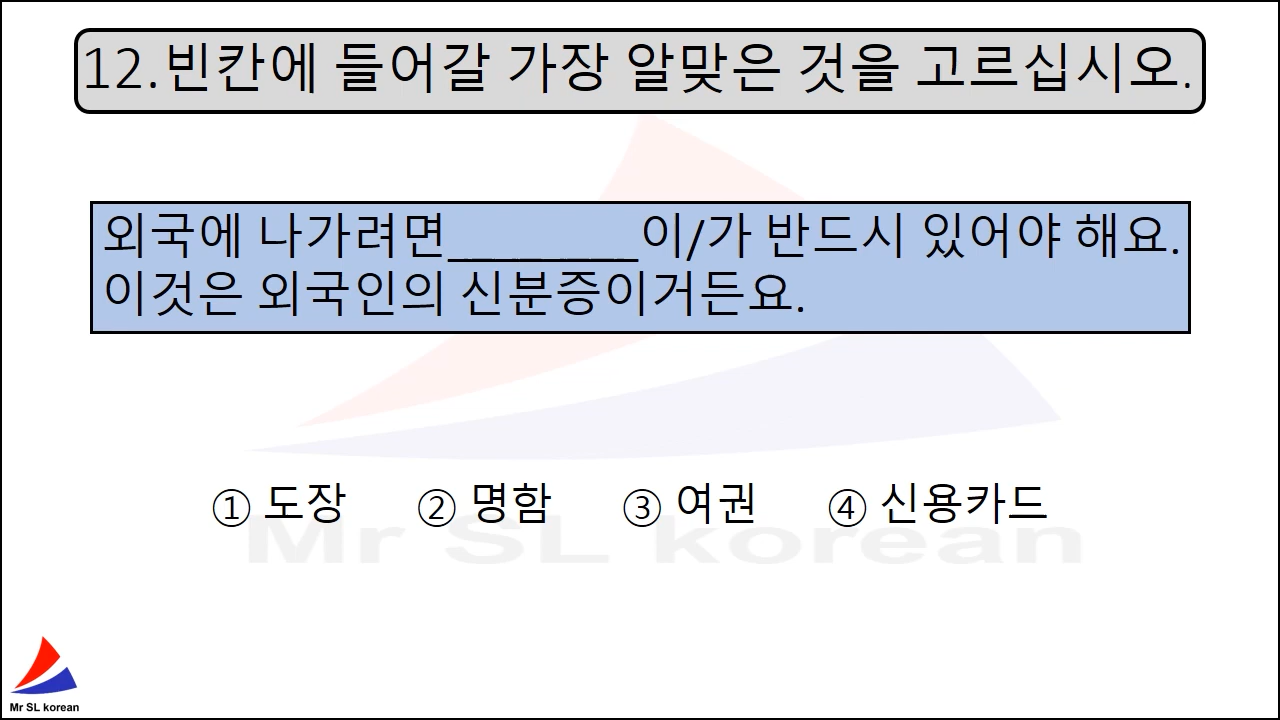 12.빈칸에 들어갈 가장 알맞은 것을 고르십시오.
외국에 나가려면________이/가 반드시 있어야 해요.
이것은 외국인의 신분증이거든요.
① 도장 ② 명함 ③ 여권 ④ 신용카드
Mr SL korean
Mr SL korean